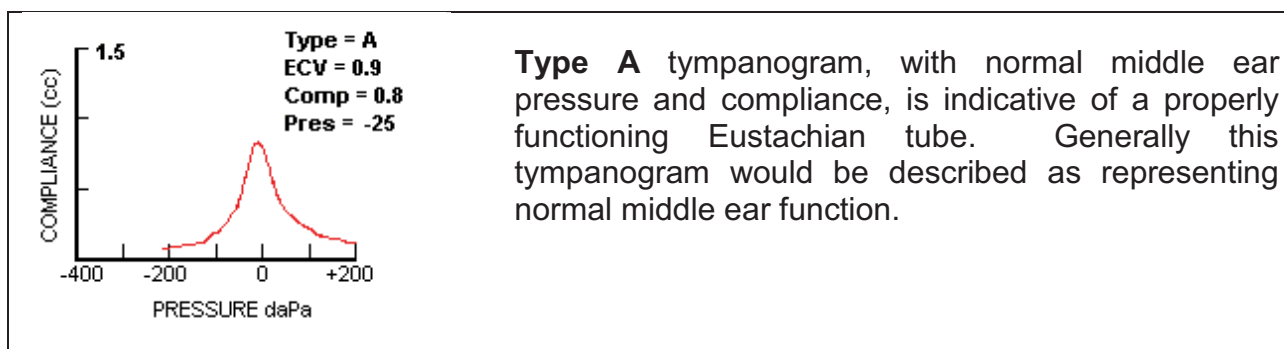 1.5
Type = A
ECV = 0.9
Comp = 0.8
Pres = -25
COMPLIANCE (cc)
-400 -200 0 +200
PRESSURE daPa
Type A tympanogram, with normal middle ear
pressure and compliance, is indicative of a properly
functioning Eustachian tube. Generally this
tympanogram would be described as representing
normal middle ear function.